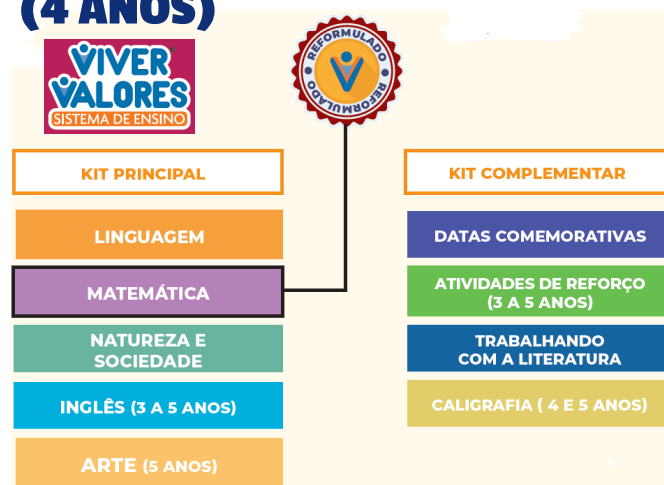 (4 ANOS)
VIVER
VALORES
SISTEMA DE ENSINO
REFORMULADO
REFORMULADO
KIT PRINCIPAL
LINGUAGEM
MATEMÁTICA
NATUREZA E
SOCIEDADE
INGLÊS (3 A 5 ANOS)
ARTE (5 ANOS)
KIT COMPLEMENTAR
DATAS COMEMORATIVAS
ATIVIDADES DE REFORÇO
(3 A 5 ANOS)
TRABALHANDO
COM A LITERATURA
CALIGRAFIA ( 4 E 5 ANOS)